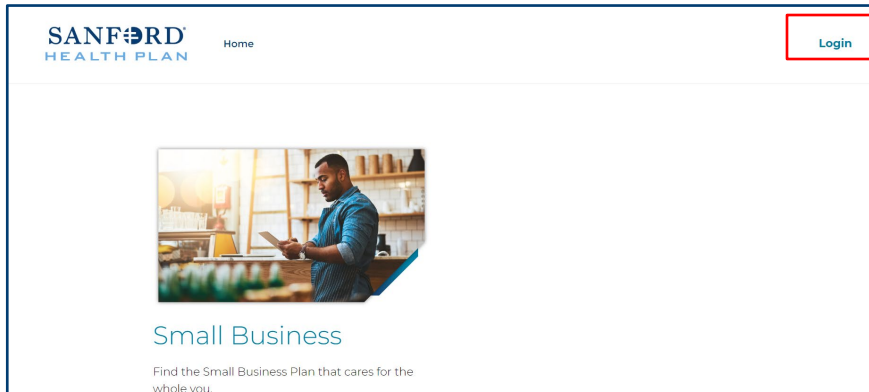 SANFORD
HEALTH PLAN
Home
Login
Small Business
Find the Small Business Plan that cares for the
whole you.